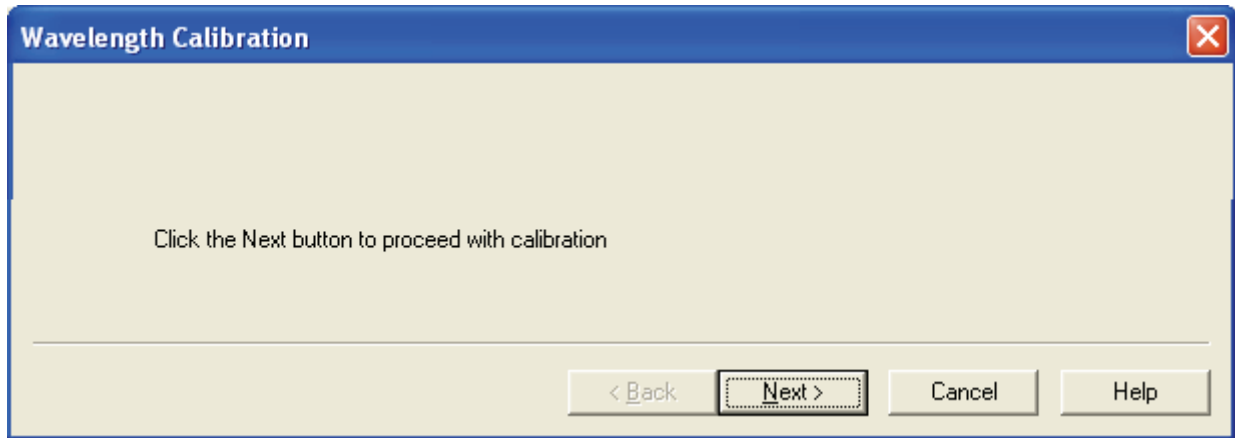 Wavelength Calibration
Click the Next button to proceed with calibration
< Back Next > Cancel Help